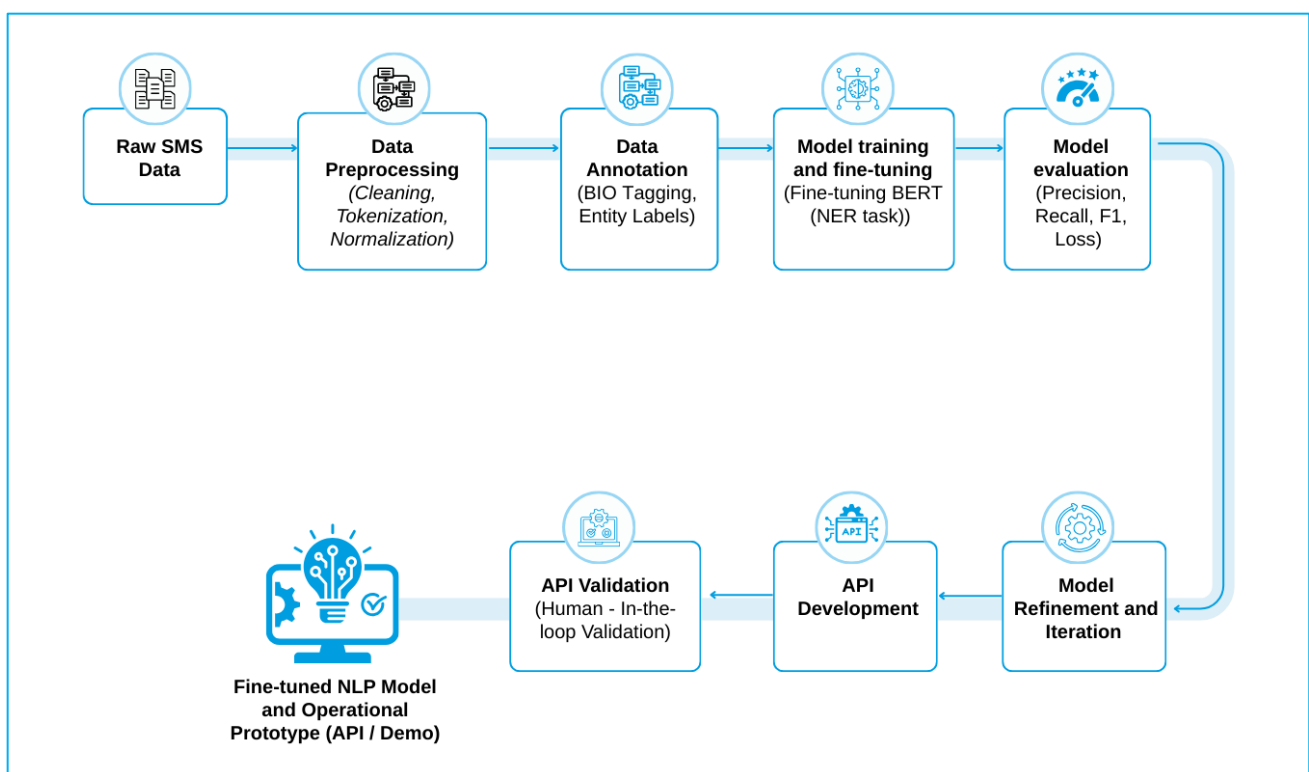 Raw SMS
Data
Data
Preprocessing
(Cleaning,
Tokenization,
Normalization)
Data
Annotation
(BIO Tagging,
Entity Labels)
Model training
and fine-tuning
(Fine-tuning BERT
(NER task))
Model
evaluation
(Precision,
Recall, F1,
Loss)
API Validation
(Human - In-the-
loop Validation)
API
API
Development
Model
Refinement and
Iteration
Fine-tuned NLP Model
and Operational
Prototype (API / Demo)